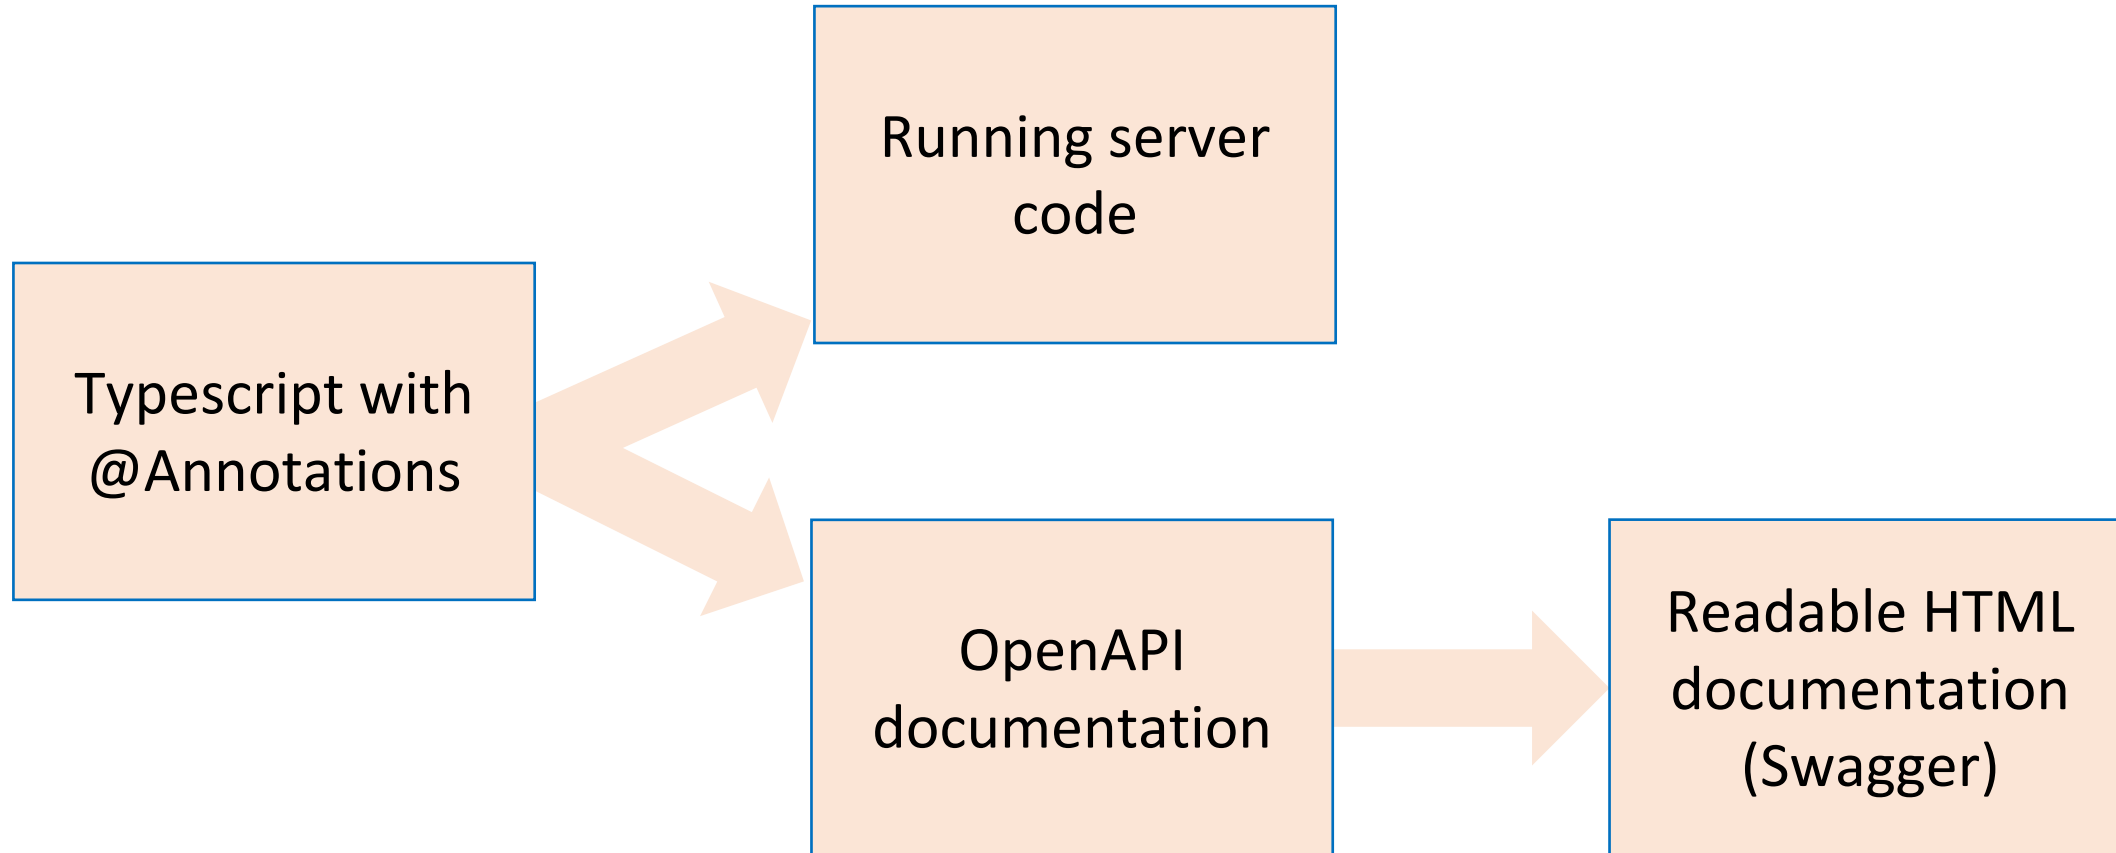 Running server
code
Typescript with
@Annotations
OpenAPI
documentation
Readable HTML
documentation
(Swagger)